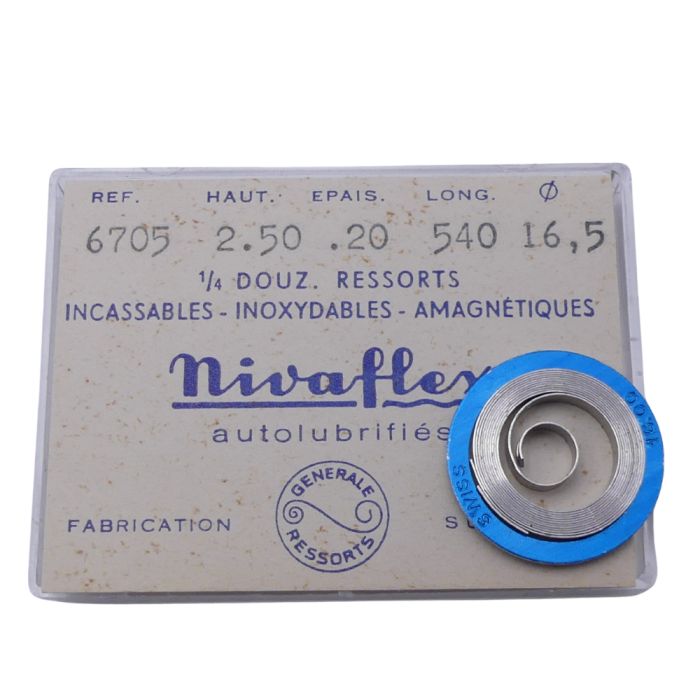 REF. HAUT. EPAIS. LONG. Ø
6705 2.50 .20 540 16,5
1/4 DOUZ. RESSORTS
INCASSABLES - INOXYDABLES - AMAGNÉTIQUES
nivaflex
autolubrifiés
GENERALE
RESSORTS
FABRICATION
SWISS